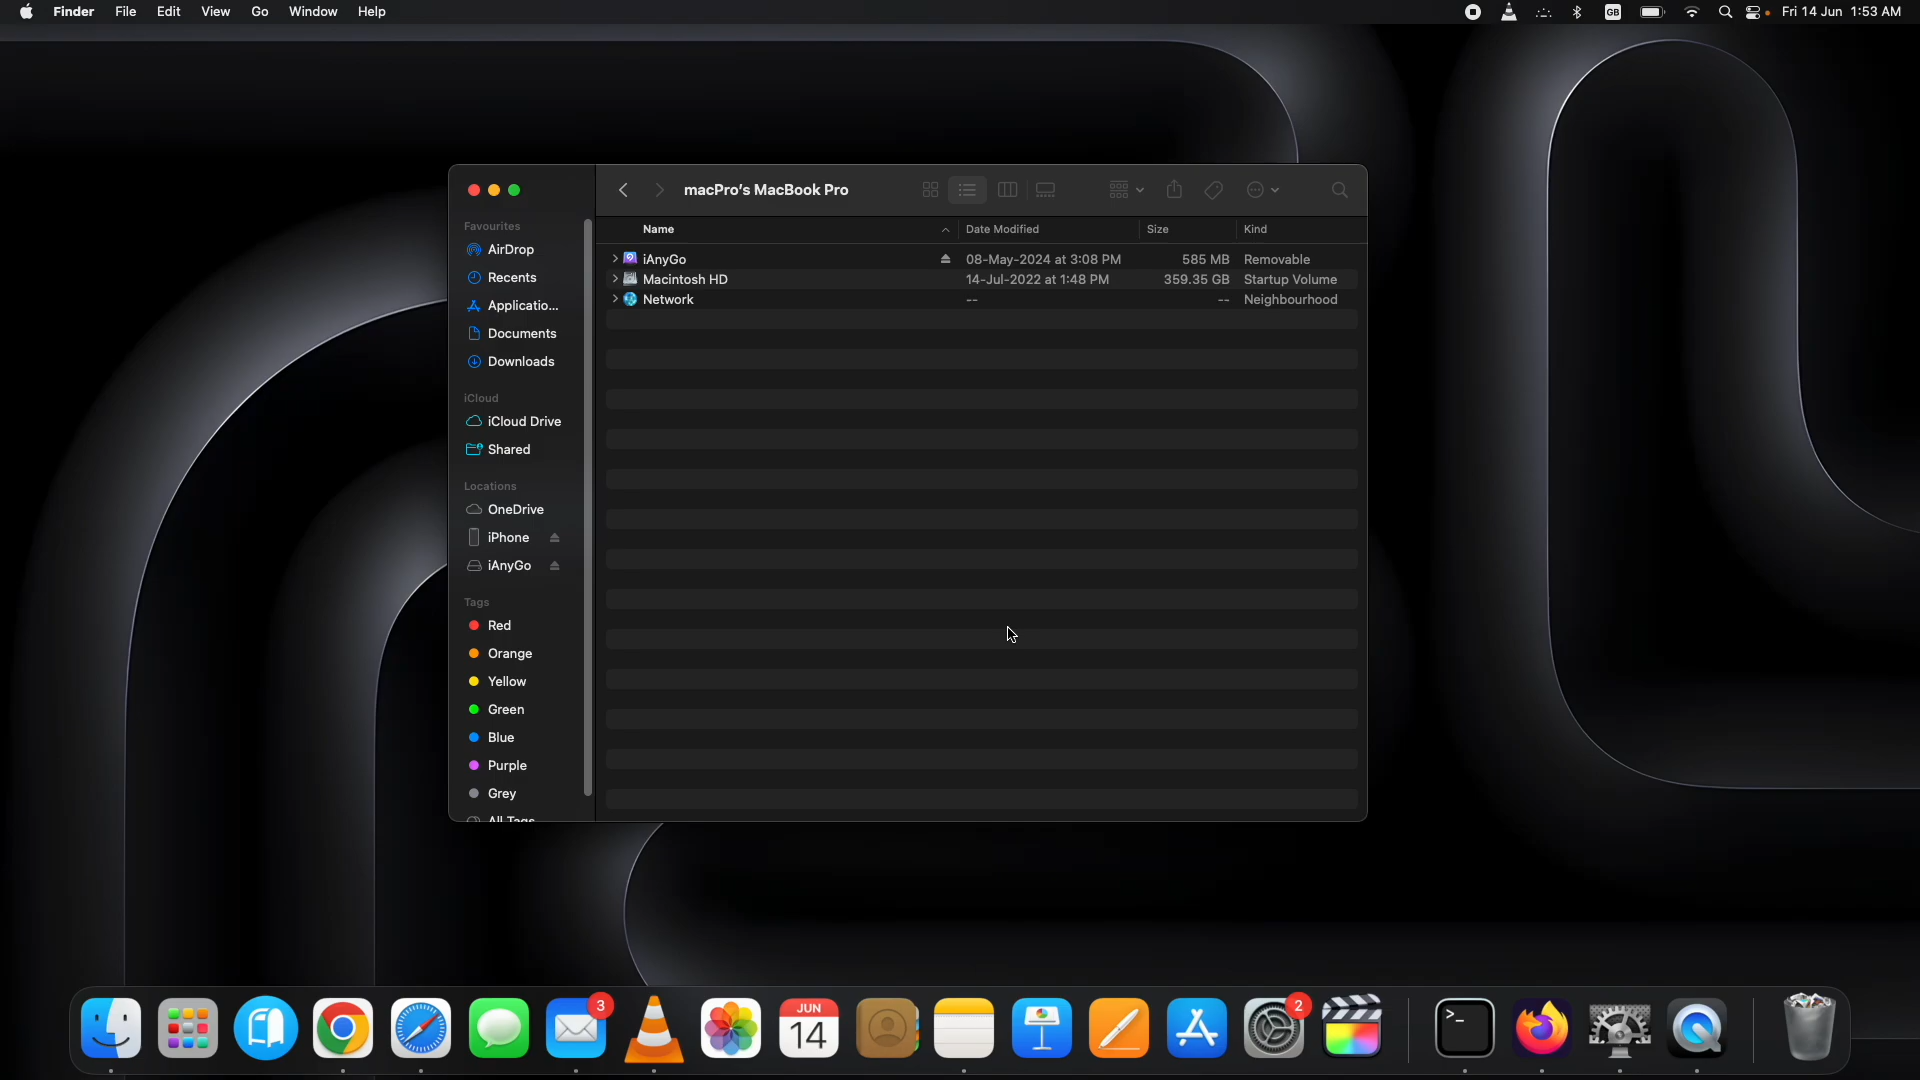 Finder File Edit View Go Window Help
GB
Fri 14 Jun 1:53 AM
macPro's MacBook Pro
Favourites
AirDrop
Recents
Applicatio...
Documents
Downloads
iCloud
iCloud Drive
Shared
Locations
OneDrive
iPhone
iAnyGo
Tags
Red
Orange
Yellow
Green
Blue
Purple
Grey
All Tags
Name Date Modified Size Kind
iAnyGo 08-May-2024 at 3:08 PM 585 MB Removable
Macintosh HD 14-Jul-2022 at 1:48 PM 359.35 GB Startup Volume
Network -- -- Neighbourhood
3
JUN
14
2
>_